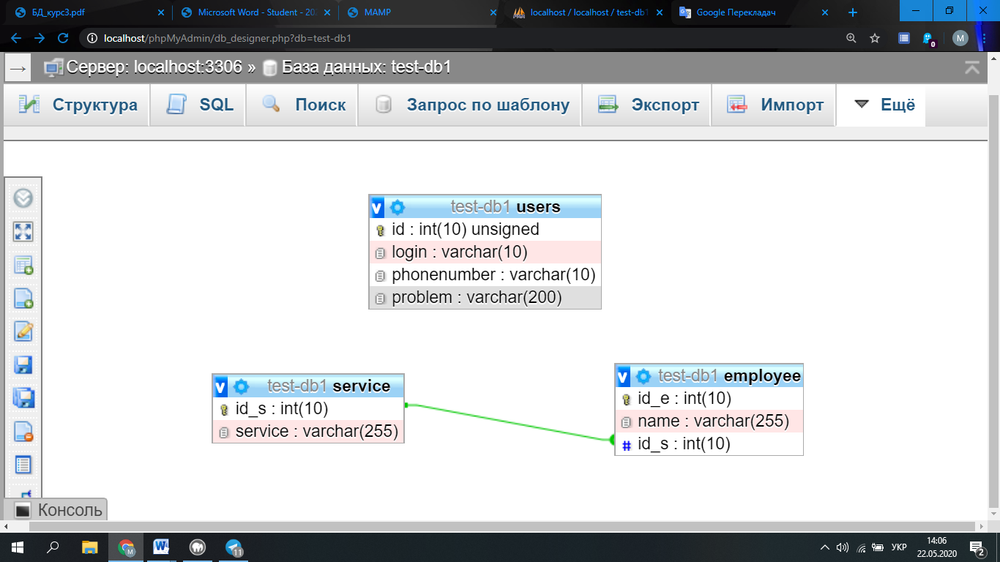 БД_курс3.pdf
Microsoft Word - Student - 20
MAMP
localhost / localhost / test-db1
Google Перекладач
localhost/phpMyAdmin/db_designer.php?db=test-db1
0
M
Сервер: localhost:3306 » База данных: test-db1
Структура
SQL
Поиск
Запрос по шаблону
Экспорт
Импорт
Ещё
v test-db1 users
id : int(10) unsigned
login : varchar(10)
phonenumber : varchar(10)
problem : varchar(200)
v test-db1 service
id_s : int(10)
service : varchar(255)
v test-db1 employee
id_e : int(10)
name : varchar(255)
# id_s : int(10)
Консоль
M
11
УКР
14:06
22.05.2020
2